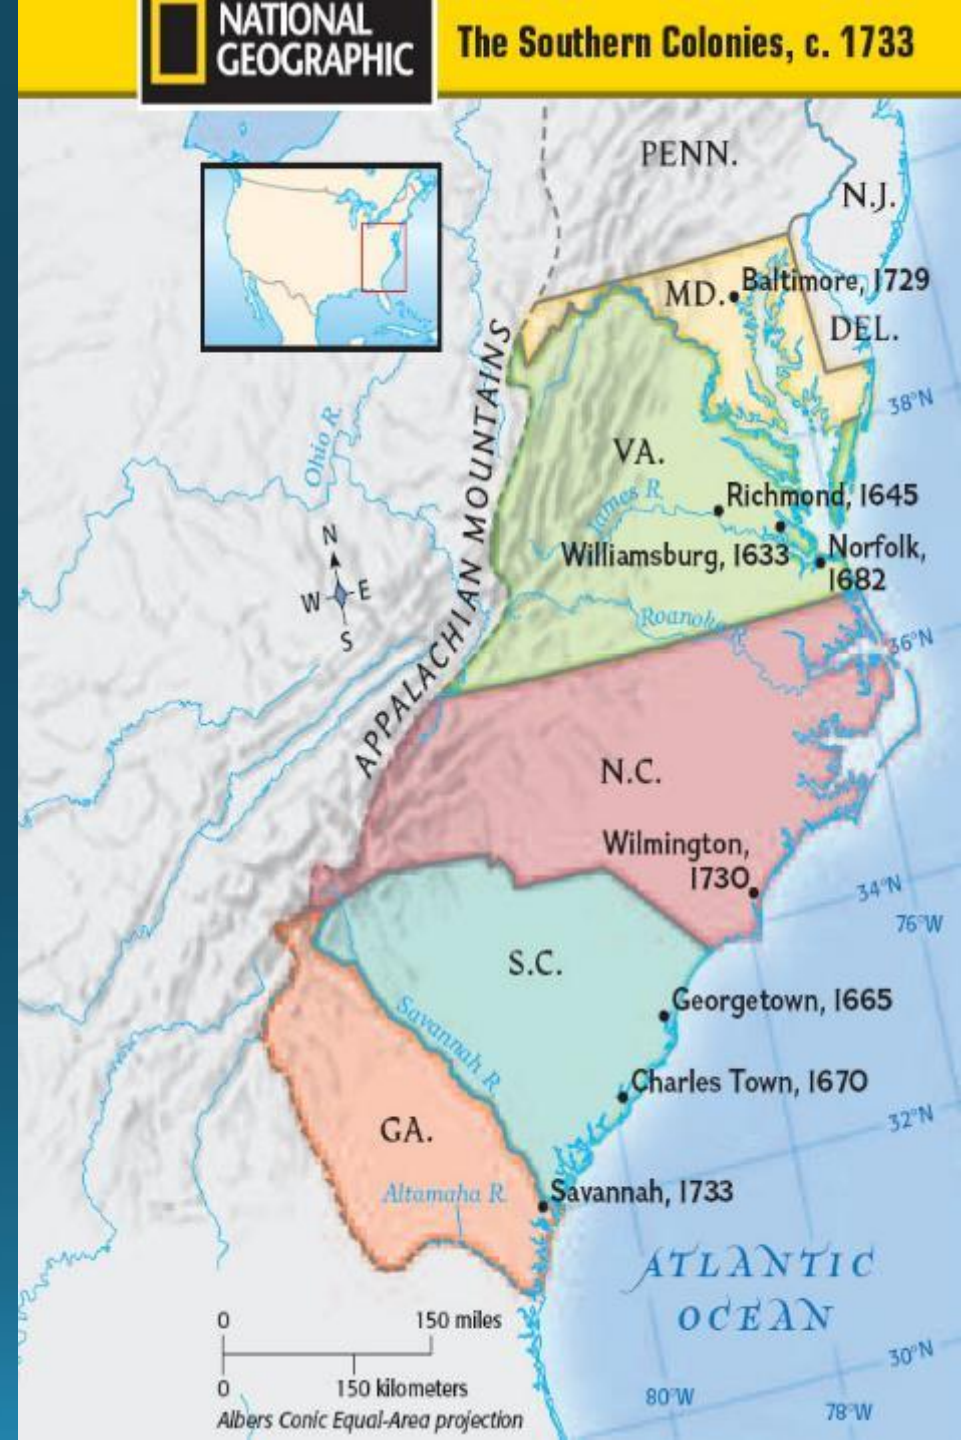 NATIONAL
GEOGRAPHIC
The Southern Colonies, c. 1733
PENN.
N.J.
MD.
Baltimore, 1729
DEL.
38°N
APPALACHIAN MOUNTAINS
Ohio R.
VA.
James R.
Richmond, 1645
Williamsburg, 1633
Norfolk,
1682
N
W
E
S
Roanoke R.
36°N
N.C.
Wilmington,
1730
34°N
76°W
S.C.
Georgetown, 1665
Savannah R.
Charles Town, 1670
32°N
GA.
Altamaha R.
Savannah, 1733
ATLANTIC
OCEAN
0
150 miles
0
150 kilometers
Albers Conic Equal-Area projection
30°N
80°W
78°W